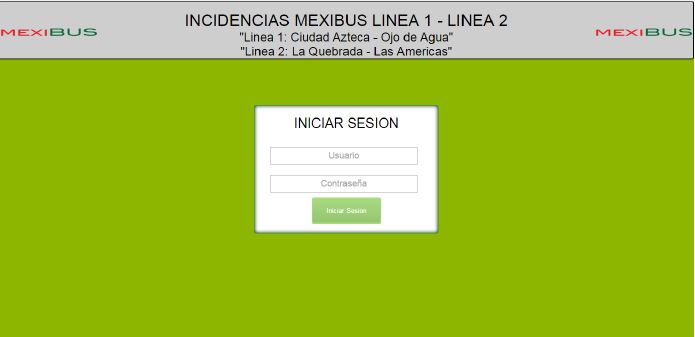 INCIDENCIAS MEXIBUS LINEA 1 - LINEA 2
MEXIBUS
"Linea 1: Ciudad Azteca - Ojo de Agua"
MEXIBUS
"Linea 2: La Quebrada - Las Americas"
INICIAR SESION
Usuario
Contraseña
Iniciar Sesion